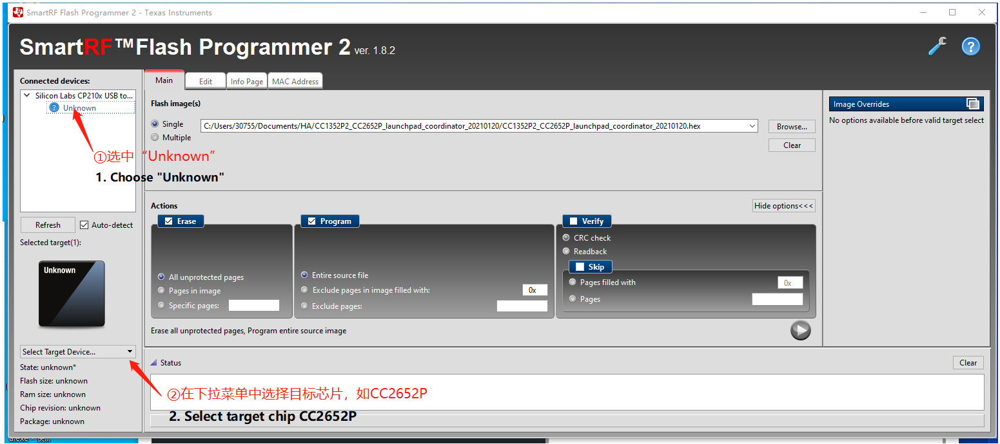 SmartRF Flash Programmer 2 - Texas Instruments
SmartRF™Flash Programmer 2 ver. 1.8.2
Connected devices:
Silicon Labs CP210x USB to...
Unknown
①选中“Unknown”
1. Choose "Unknown"
Refresh
Auto-detect
Selected target(1):
Unknown
Select Target Device...
State: unknown*
Flash size: unknown
Ram size: unknown
Chip revision: unknown
Package: unknown
Main
Edit
Info Page
MAC Address
Flash image(s)
Single
C:/Users/30755/Documents/HA/CC1352P2_CC2652P_launchpad_coordinator_20210120/CC1352P2_CC2652P_launchpad_coordinator_20210120.hex
Browse...
Multiple
Clear
Actions
Hide options<<<
Erase
All unprotected pages
Pages in image
Specific pages:
Program
Entire source file
Exclude pages in image filled with:
0x
Exclude pages:
Verify
CRC check
Readback
Skip
Pages filled with
0x
Pages
Erase all unprotected pages, Program entire source image
Image Overrides
No options available before valid target select
Status
Clear
②在下拉菜单中选择目标芯片，如CC2652P
2. Select target chip CC2652P